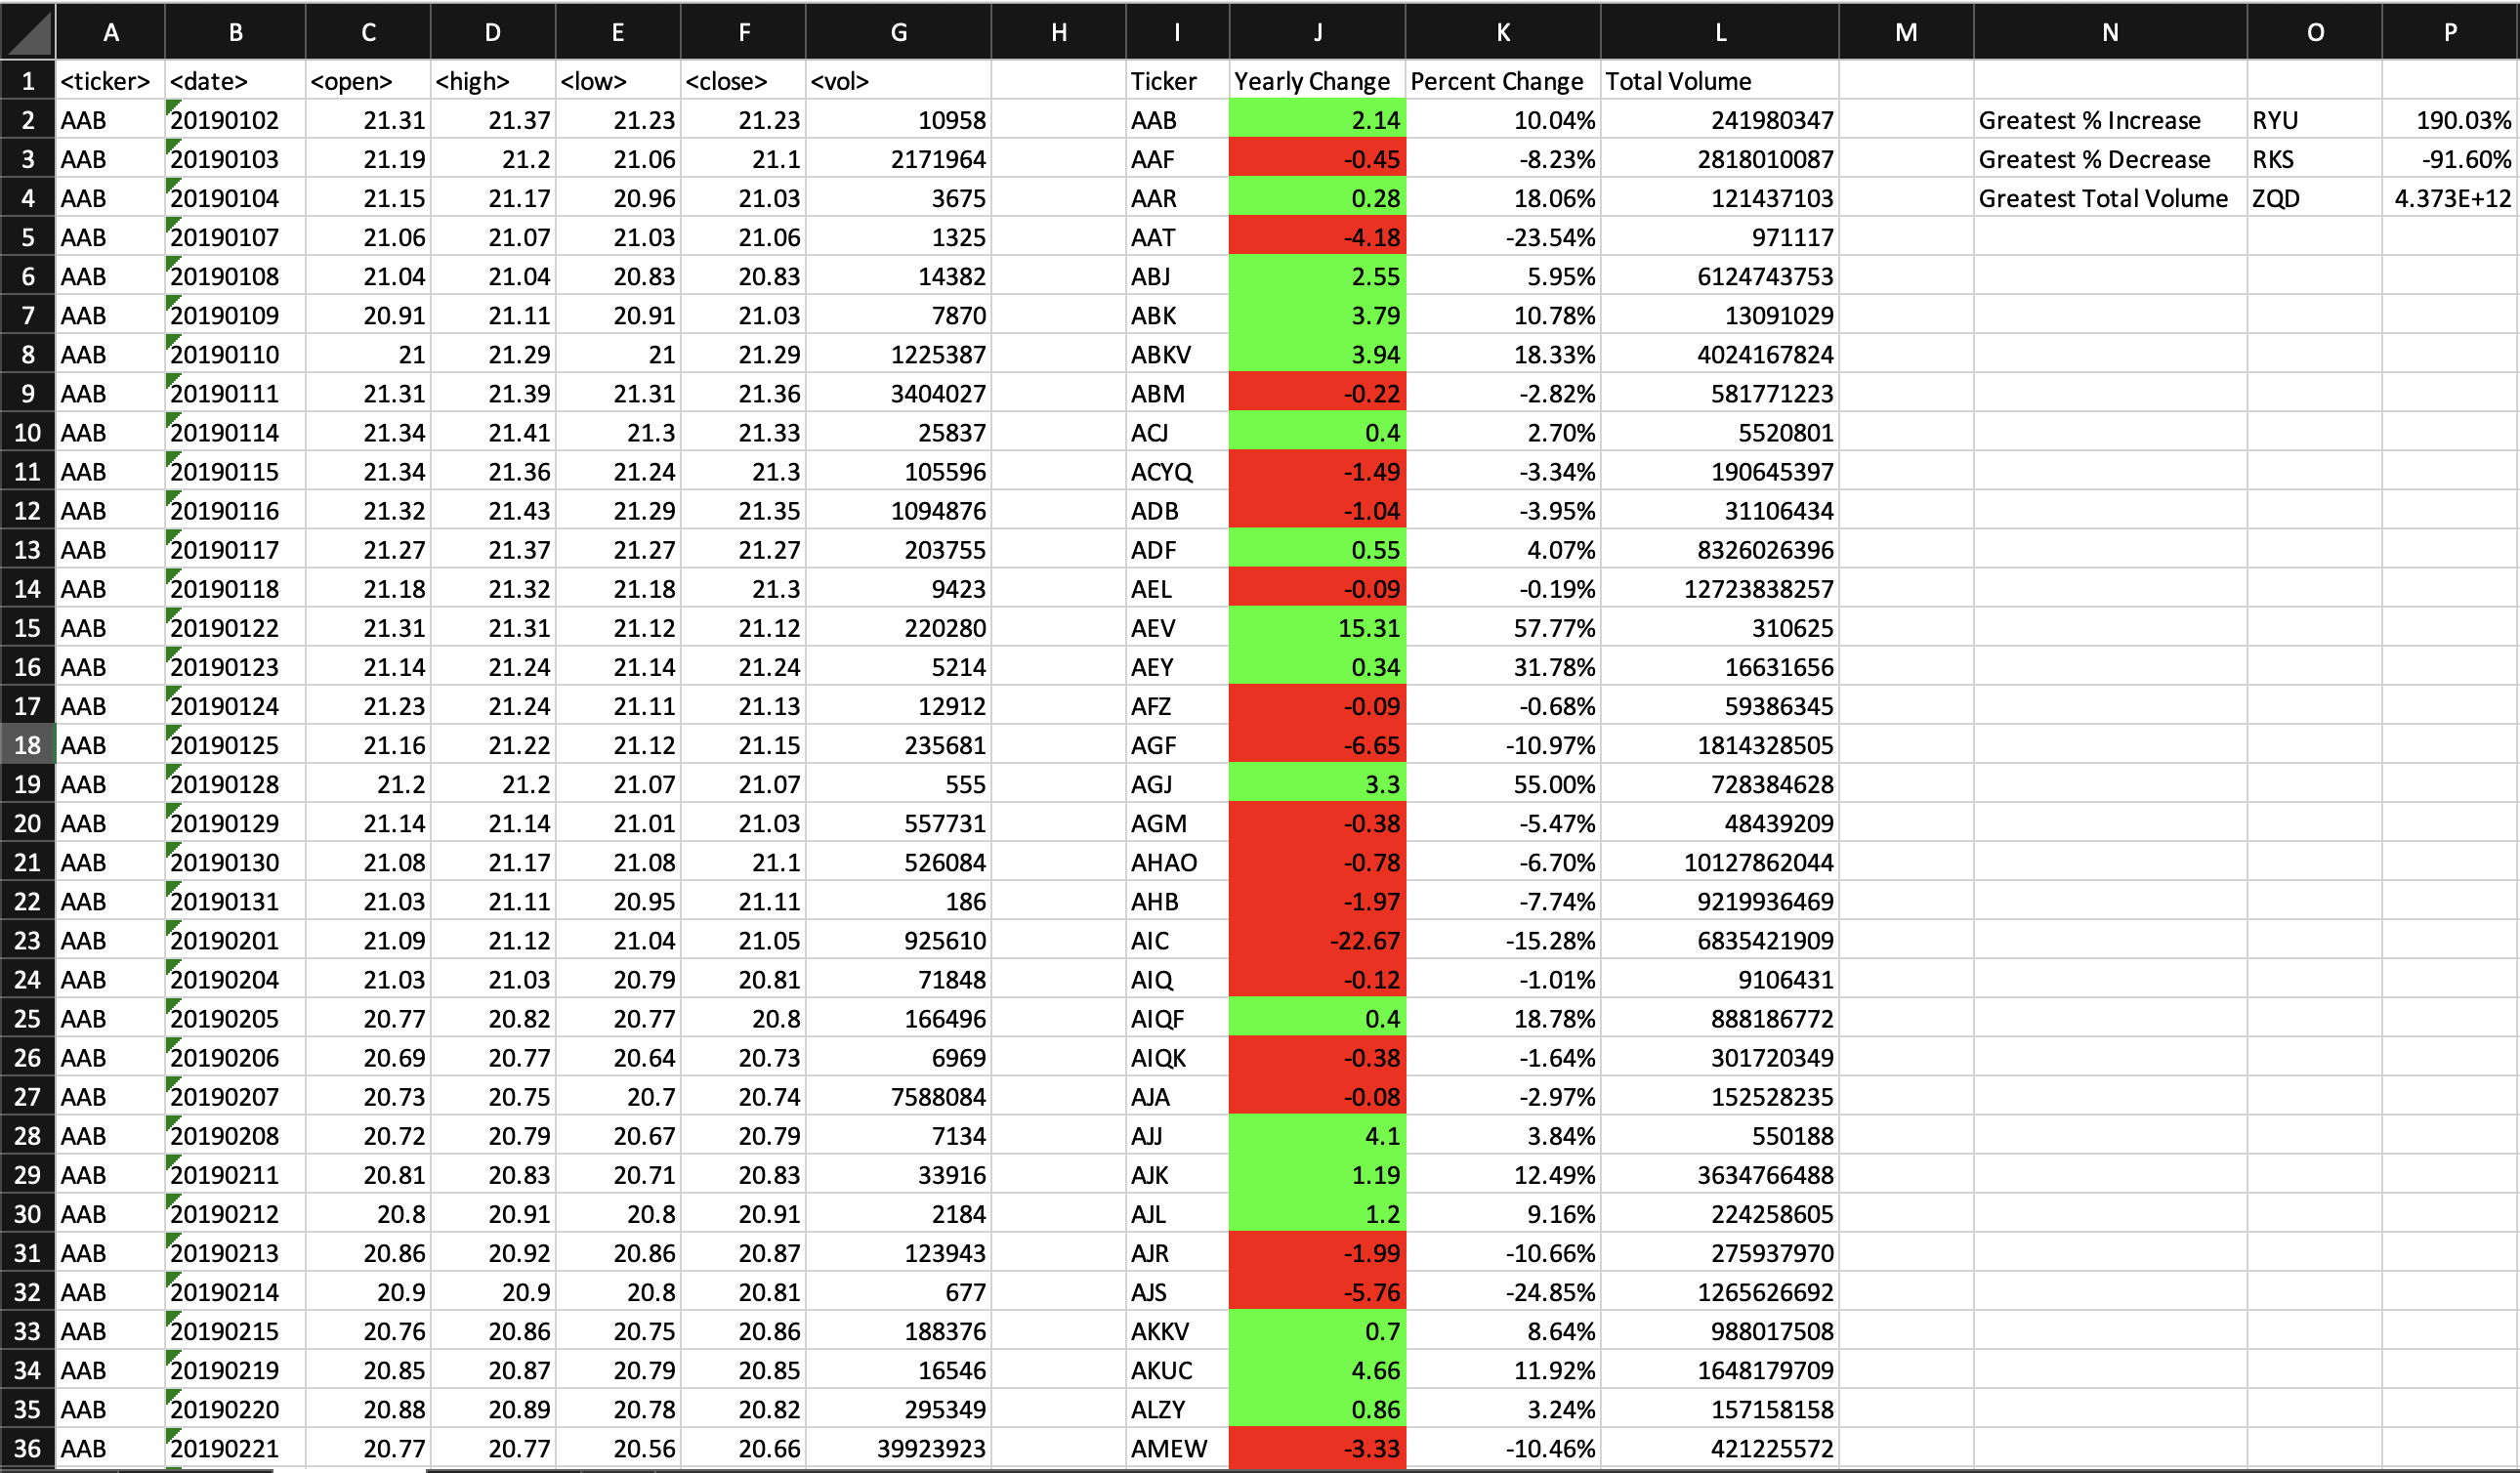 A B C D E F G H I J K L M N O P
1 <ticker> <date> <open> <high> <low> <close> <vol> Ticker Yearly Change Percent Change Total Volume
2 AAB 20190102 21.31 21.37 21.23 21.23 10958 AAB 2.14 10.04% 241980347 Greatest % Increase RYU 190.03%
3 AAB 20190103 21.19 21.2 21.06 21.1 2171964 AAF -0.45 -8.23% 2818010087 Greatest % Decrease RKS -91.60%
4 AAB 20190104 21.15 21.17 20.96 21.03 3675 AAR 0.28 18.06% 121437103 Greatest Total Volume ZQD 4.373E+12
5 AAB 20190107 21.06 21.07 21.03 21.06 1325 AAT -4.18 -23.54% 971117
6 AAB 20190108 21.04 21.04 20.83 20.83 14382 ABJ 2.55 5.95% 6124743753
7 AAB 20190109 20.91 21.11 20.91 21.03 7870 ABK 3.79 10.78% 13091029
8 AAB 20190110 21 21.29 21 21.29 1225387 ABKV 3.94 18.33% 4024167824
9 AAB 20190111 21.31 21.39 21.31 21.36 3404027 ABM -0.22 -2.82% 581771223
10 AAB 20190114 21.34 21.41 21.3 21.33 25837 ACJ 0.4 2.70% 5520801
11 AAB 20190115 21.34 21.36 21.24 21.3 105596 ACYQ -1.49 -3.34% 190645397
12 AAB 20190116 21.32 21.43 21.29 21.35 1094876 ADB -1.04 -3.95% 31106434
13 AAB 20190117 21.27 21.37 21.27 21.27 203755 ADF 0.55 4.07% 8326026396
14 AAB 20190118 21.18 21.32 21.18 21.3 9423 AEL -0.09 -0.19% 12723838257
15 AAB 20190122 21.31 21.31 21.12 21.12 220280 AEV 15.31 57.77% 310625
16 AAB 20190123 21.14 21.24 21.14 21.24 5214 AEY 0.34 31.78% 16631656
17 AAB 20190124 21.23 21.24 21.11 21.13 12912 AFZ -0.09 -0.68% 59386345
18 AAB 20190125 21.16 21.22 21.12 21.15 235681 AGF -6.65 -10.97% 1814328505
19 AAB 20190128 21.2 21.2 21.07 21.07 555 AGJ 3.3 55.00% 728384628
20 AAB 20190129 21.14 21.14 21.01 21.03 557731 AGM -0.38 -5.47% 48439209
21 AAB 20190130 21.08 21.17 21.08 21.1 526084 AHAO -0.78 -6.70% 10127862044
22 AAB 20190131 21.03 21.11 20.95 21.11 186 AHB -1.97 -7.74% 9219936469
23 AAB 20190201 21.09 21.12 21.04 21.05 925610 AIC -22.67 -15.28% 6835421909
24 AAB 20190204 21.03 21.03 20.79 20.81 71848 AIQ -0.12 -1.01% 9106431
25 AAB 20190205 20.77 20.82 20.77 20.8 166496 AIQF 0.4 18.78% 888186772
26 AAB 20190206 20.69 20.77 20.64 20.73 6969 AIQK -0.38 -1.64% 301720349
27 AAB 20190207 20.73 20.75 20.7 20.74 7588084 AJA -0.08 -2.97% 152528235
28 AAB 20190208 20.72 20.79 20.67 20.79 7134 AJJ 4.1 3.84% 550188
29 AAB 20190211 20.81 20.83 20.71 20.83 33916 AJK 1.19 12.49% 3634766488
30 AAB 20190212 20.8 20.91 20.8 20.91 2184 AJL 1.2 9.16% 224258605
31 AAB 20190213 20.86 20.92 20.86 20.87 123943 AJR -1.99 -10.66% 275937970
32 AAB 20190214 20.9 20.9 20.8 20.81 677 AJS -5.76 -24.85% 1265626692
33 AAB 20190215 20.76 20.86 20.75 20.86 188376 AKKV 0.7 8.64% 988017508
34 AAB 20190219 20.85 20.87 20.79 20.85 16546 AKUC 4.66 11.92% 1648179709
35 AAB 20190220 20.88 20.89 20.78 20.82 295349 ALZY 0.86 3.24% 157158158
36 AAB 20190221 20.77 20.77 20.56 20.66 39923923 AMEW -3.33 -10.46% 421225572